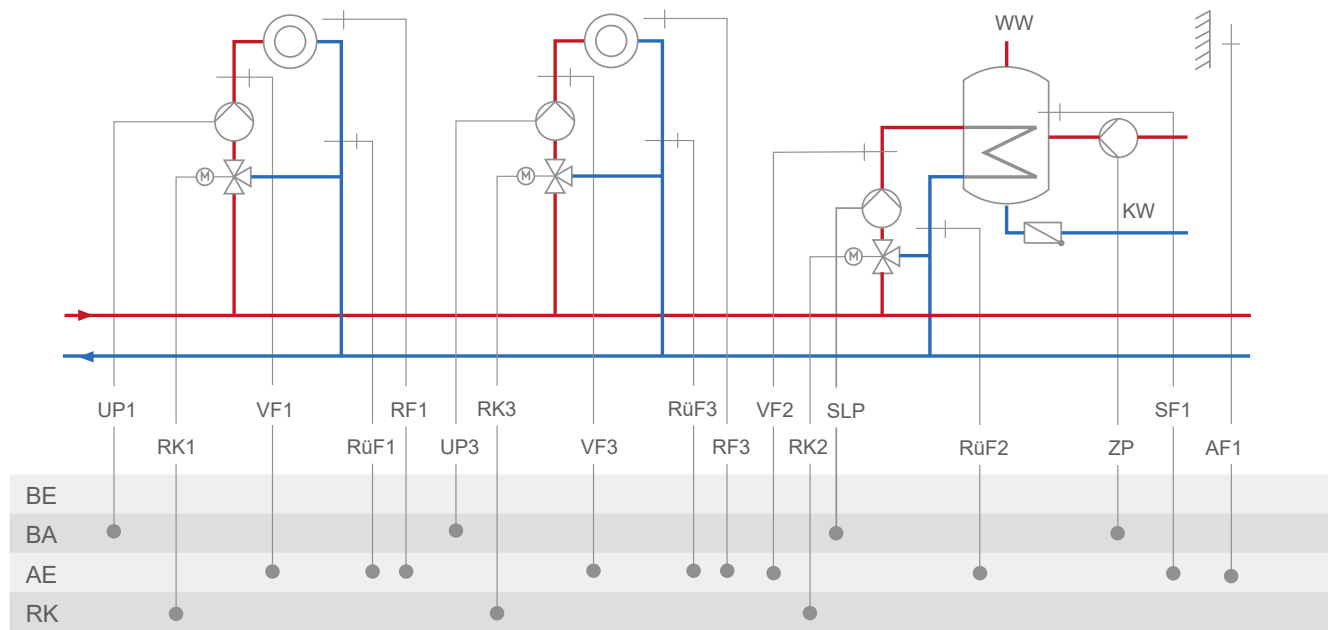 WW
M
M
KW
M
UP1 VF1 RF1 RK3 RüF3 VF2 SLP SF1
RK1 RüF1 UP3 VF3 RF3 RK2 RüF2 ZP AF1
BE
BA
AE
RK